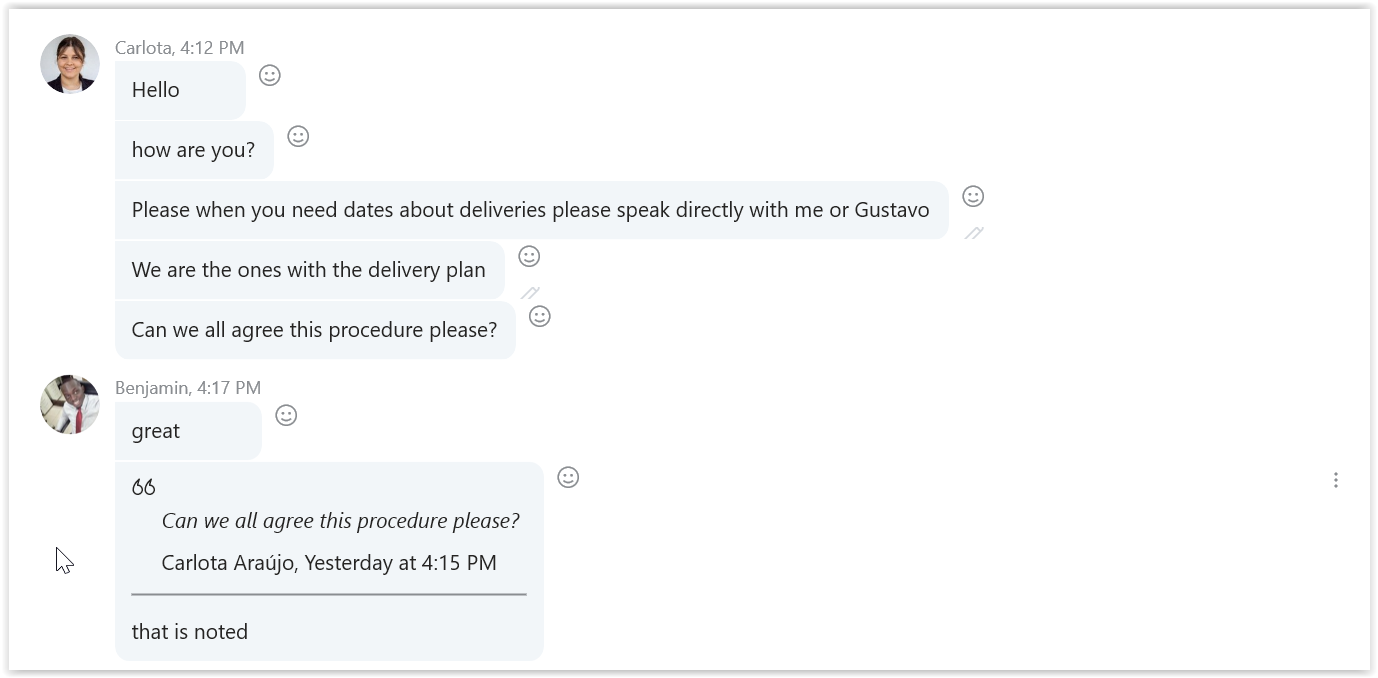 Carlota, 4:12 PM
Hello
how are you?
Please when you need dates about deliveries please speak directly with me or Gustavo
We are the ones with the delivery plan
Can we all agree this procedure please?
Benjamin, 4:17 PM
great
Can we all agree this procedure please?
Carlota Araújo, Yesterday at 4:15 PM
that is noted